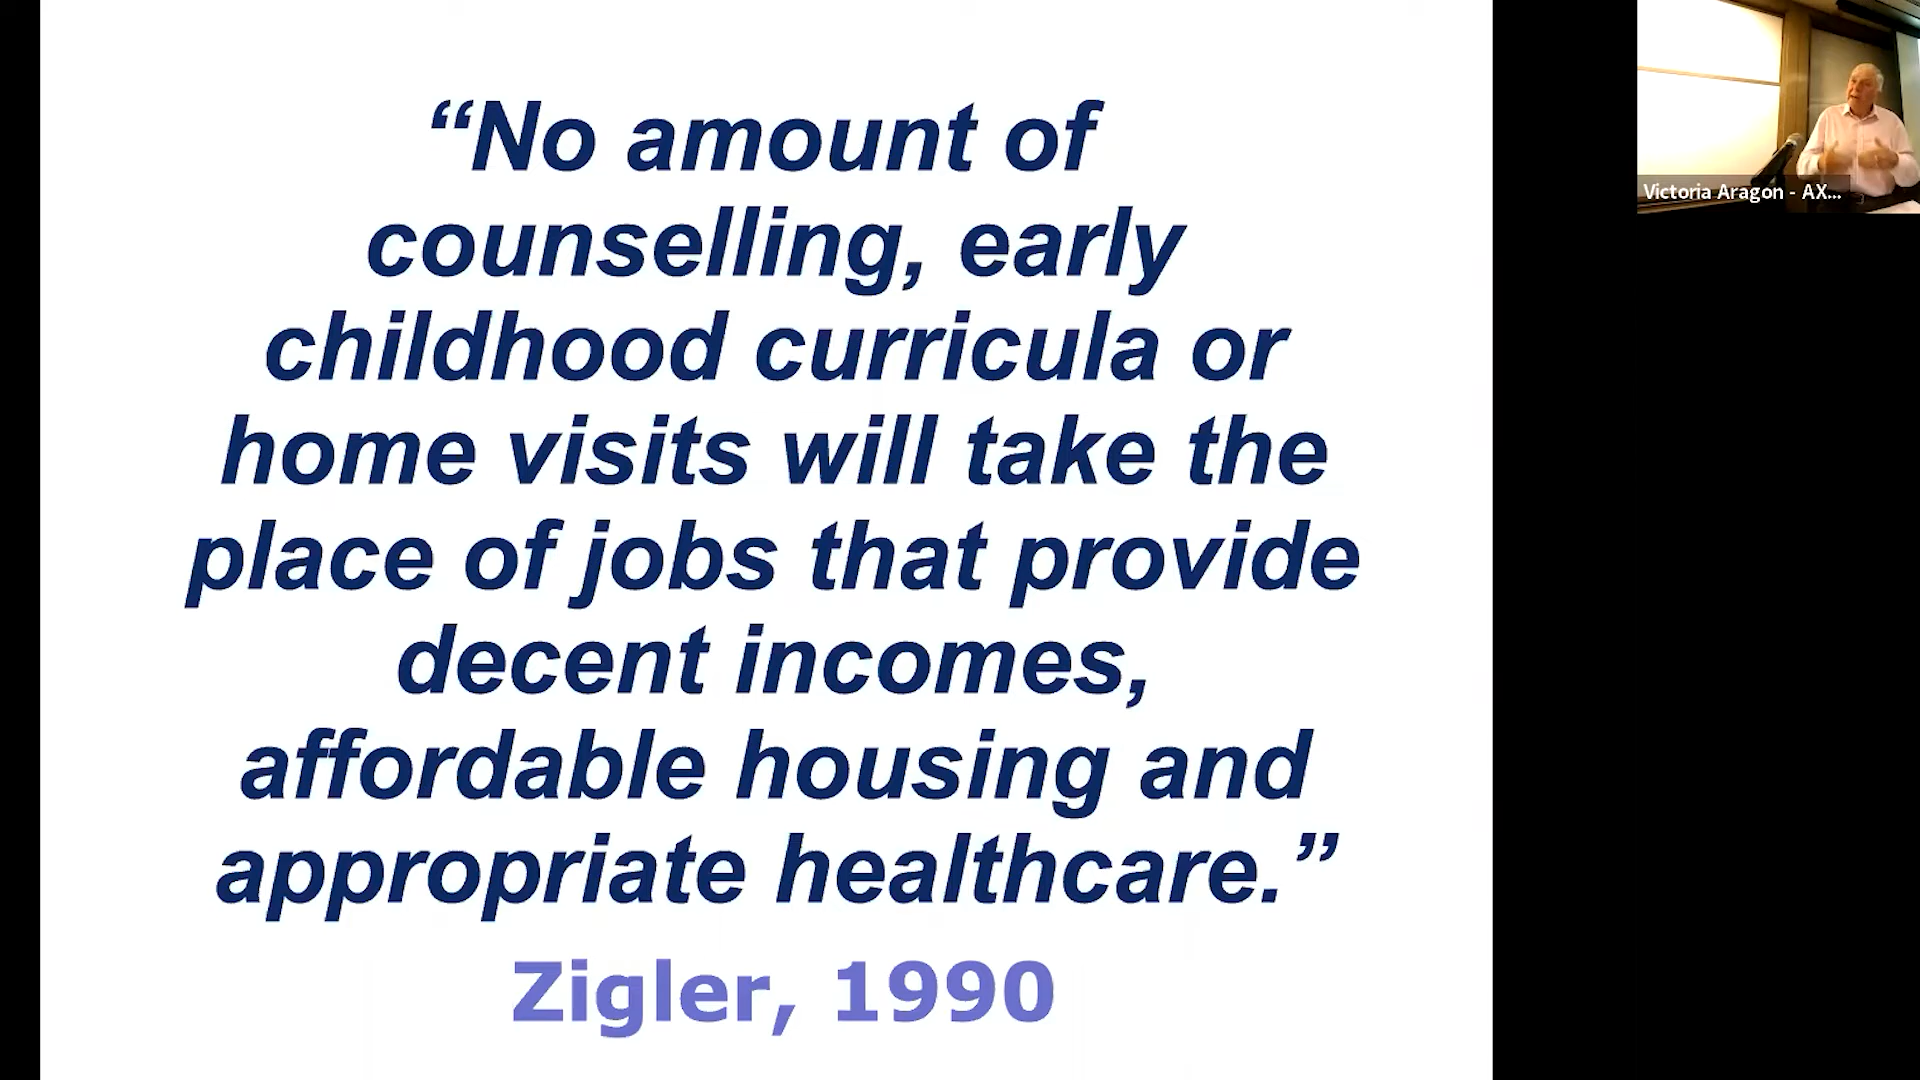 “No amount of
counselling, early
childhood curricula or
home visits will take the
place of jobs that provide
decent incomes,
affordable housing and
appropriate healthcare.”
Zigler, 1990
Victoria Aragon - AX...